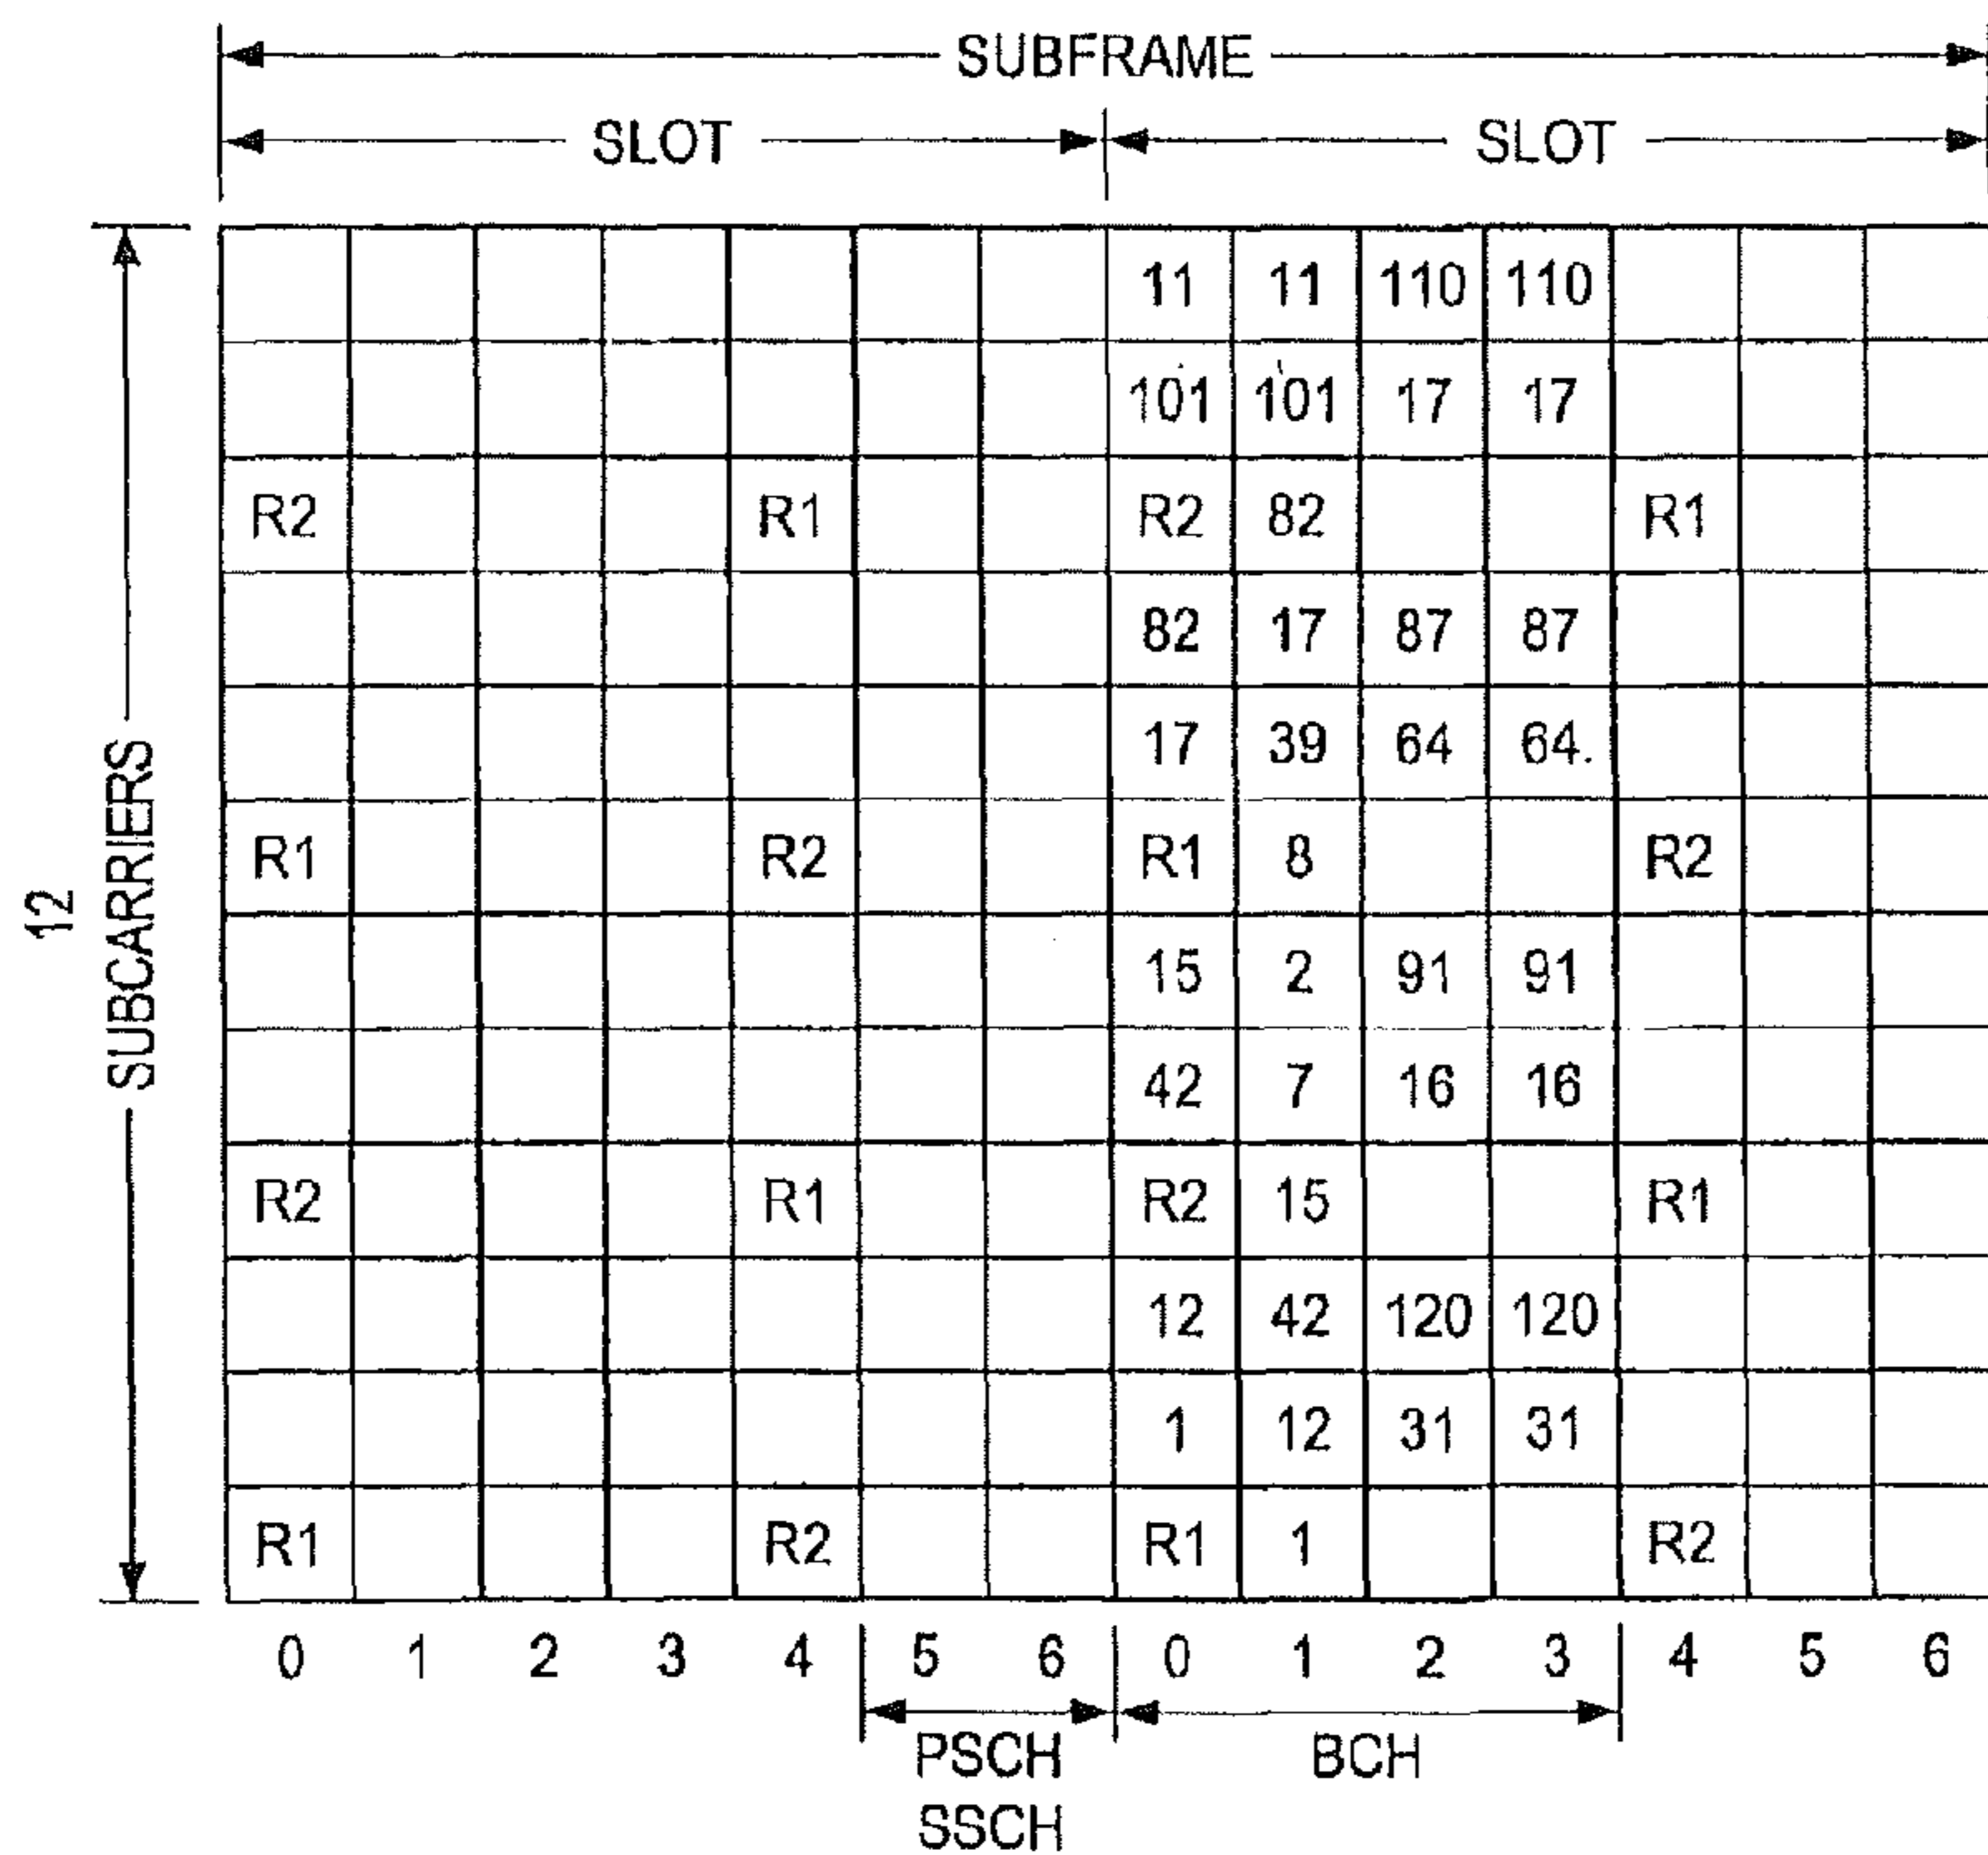 SUBFRAME
SLOT SLOT
11 11 110 110
101 101 17 17
R2 R1 R2 82 R1
82 17 87 87
17 39 64 64.
R1 R2 R1 8 R2
15 2 91 91
42 7 16 16
R2 R1 R2 15 R1
12 42 120 120
1 12 31 31
R1 R2 R1 1 R2
12
SUBCARRIERS
0 1 2 3 4 5 6 0 1 2 3 4 5 6
PSCH BCH
SSCH